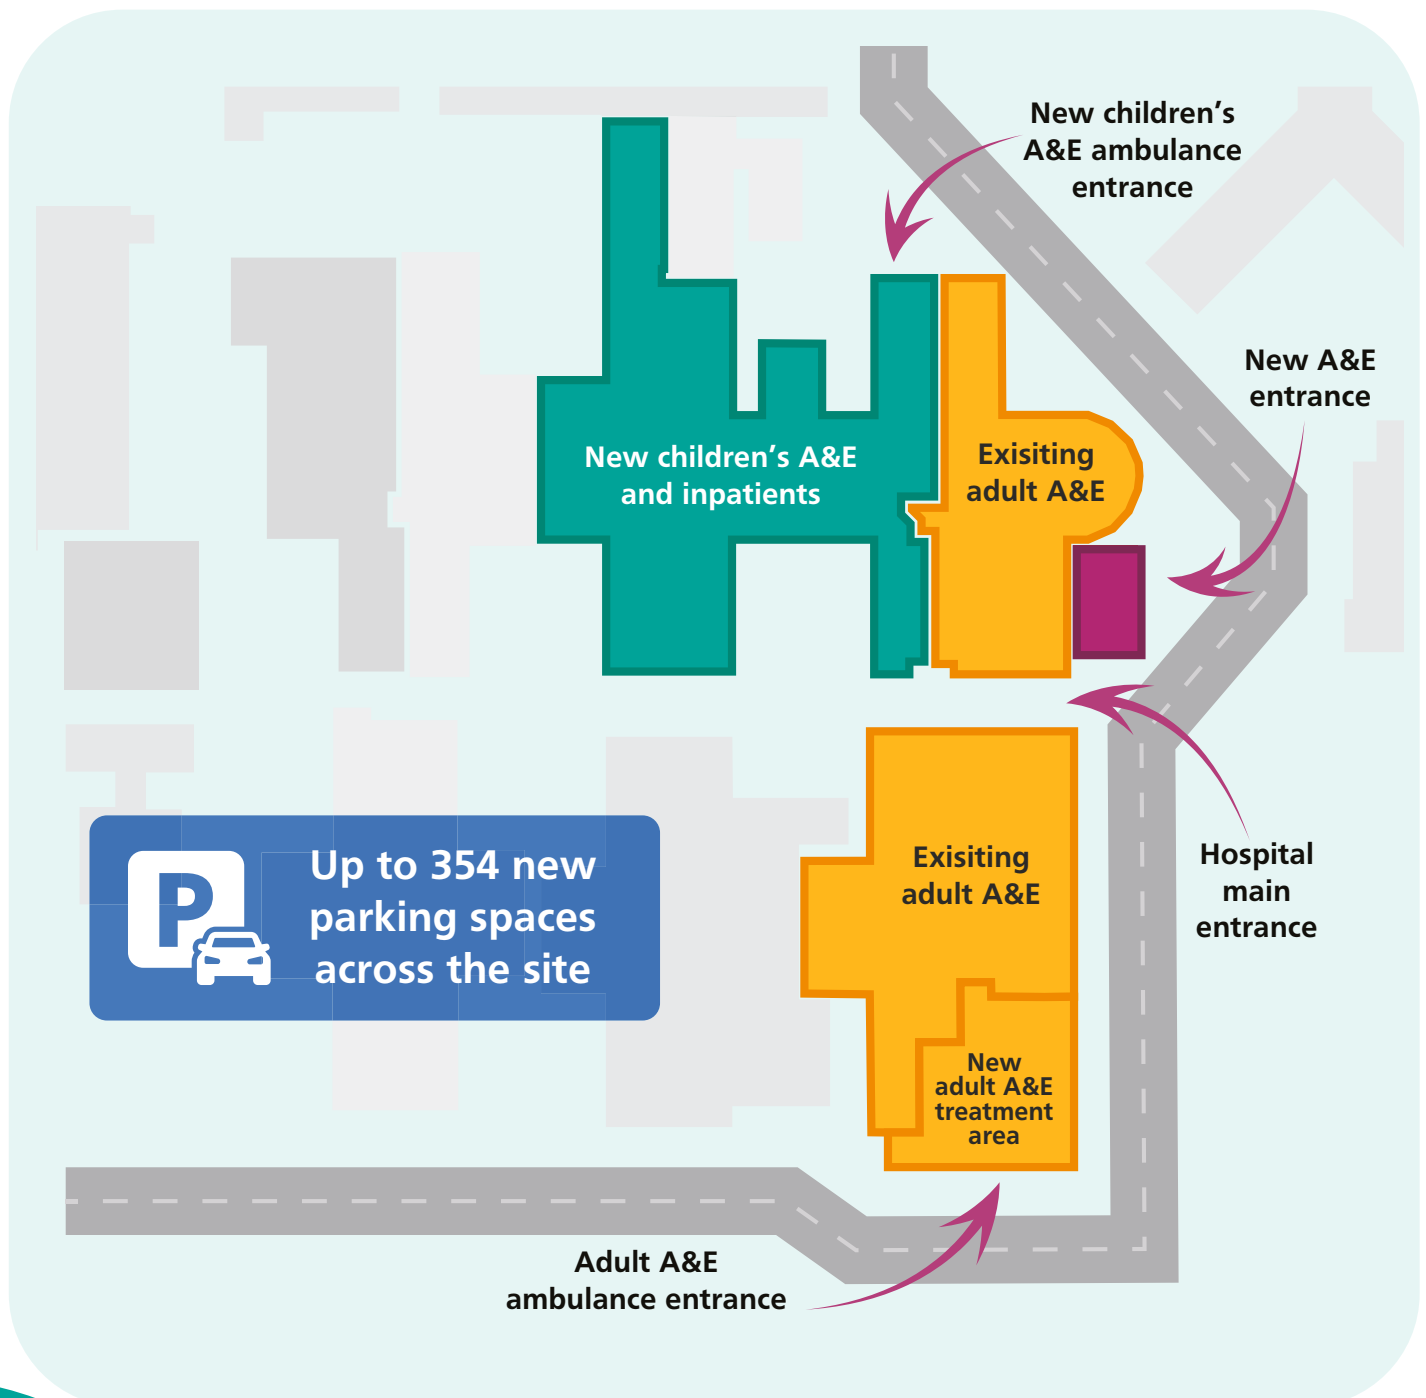 New children’s
A&E ambulance
entrance
New A&E
entrance
New children’s A&E
and inpatients
Exisiting
adult A&E
P
Up to 354 new
parking spaces
across the site
Exisiting
adult A&E
Hospital
main
entrance
New
adult A&E
treatment
area
Adult A&E
ambulance entrance